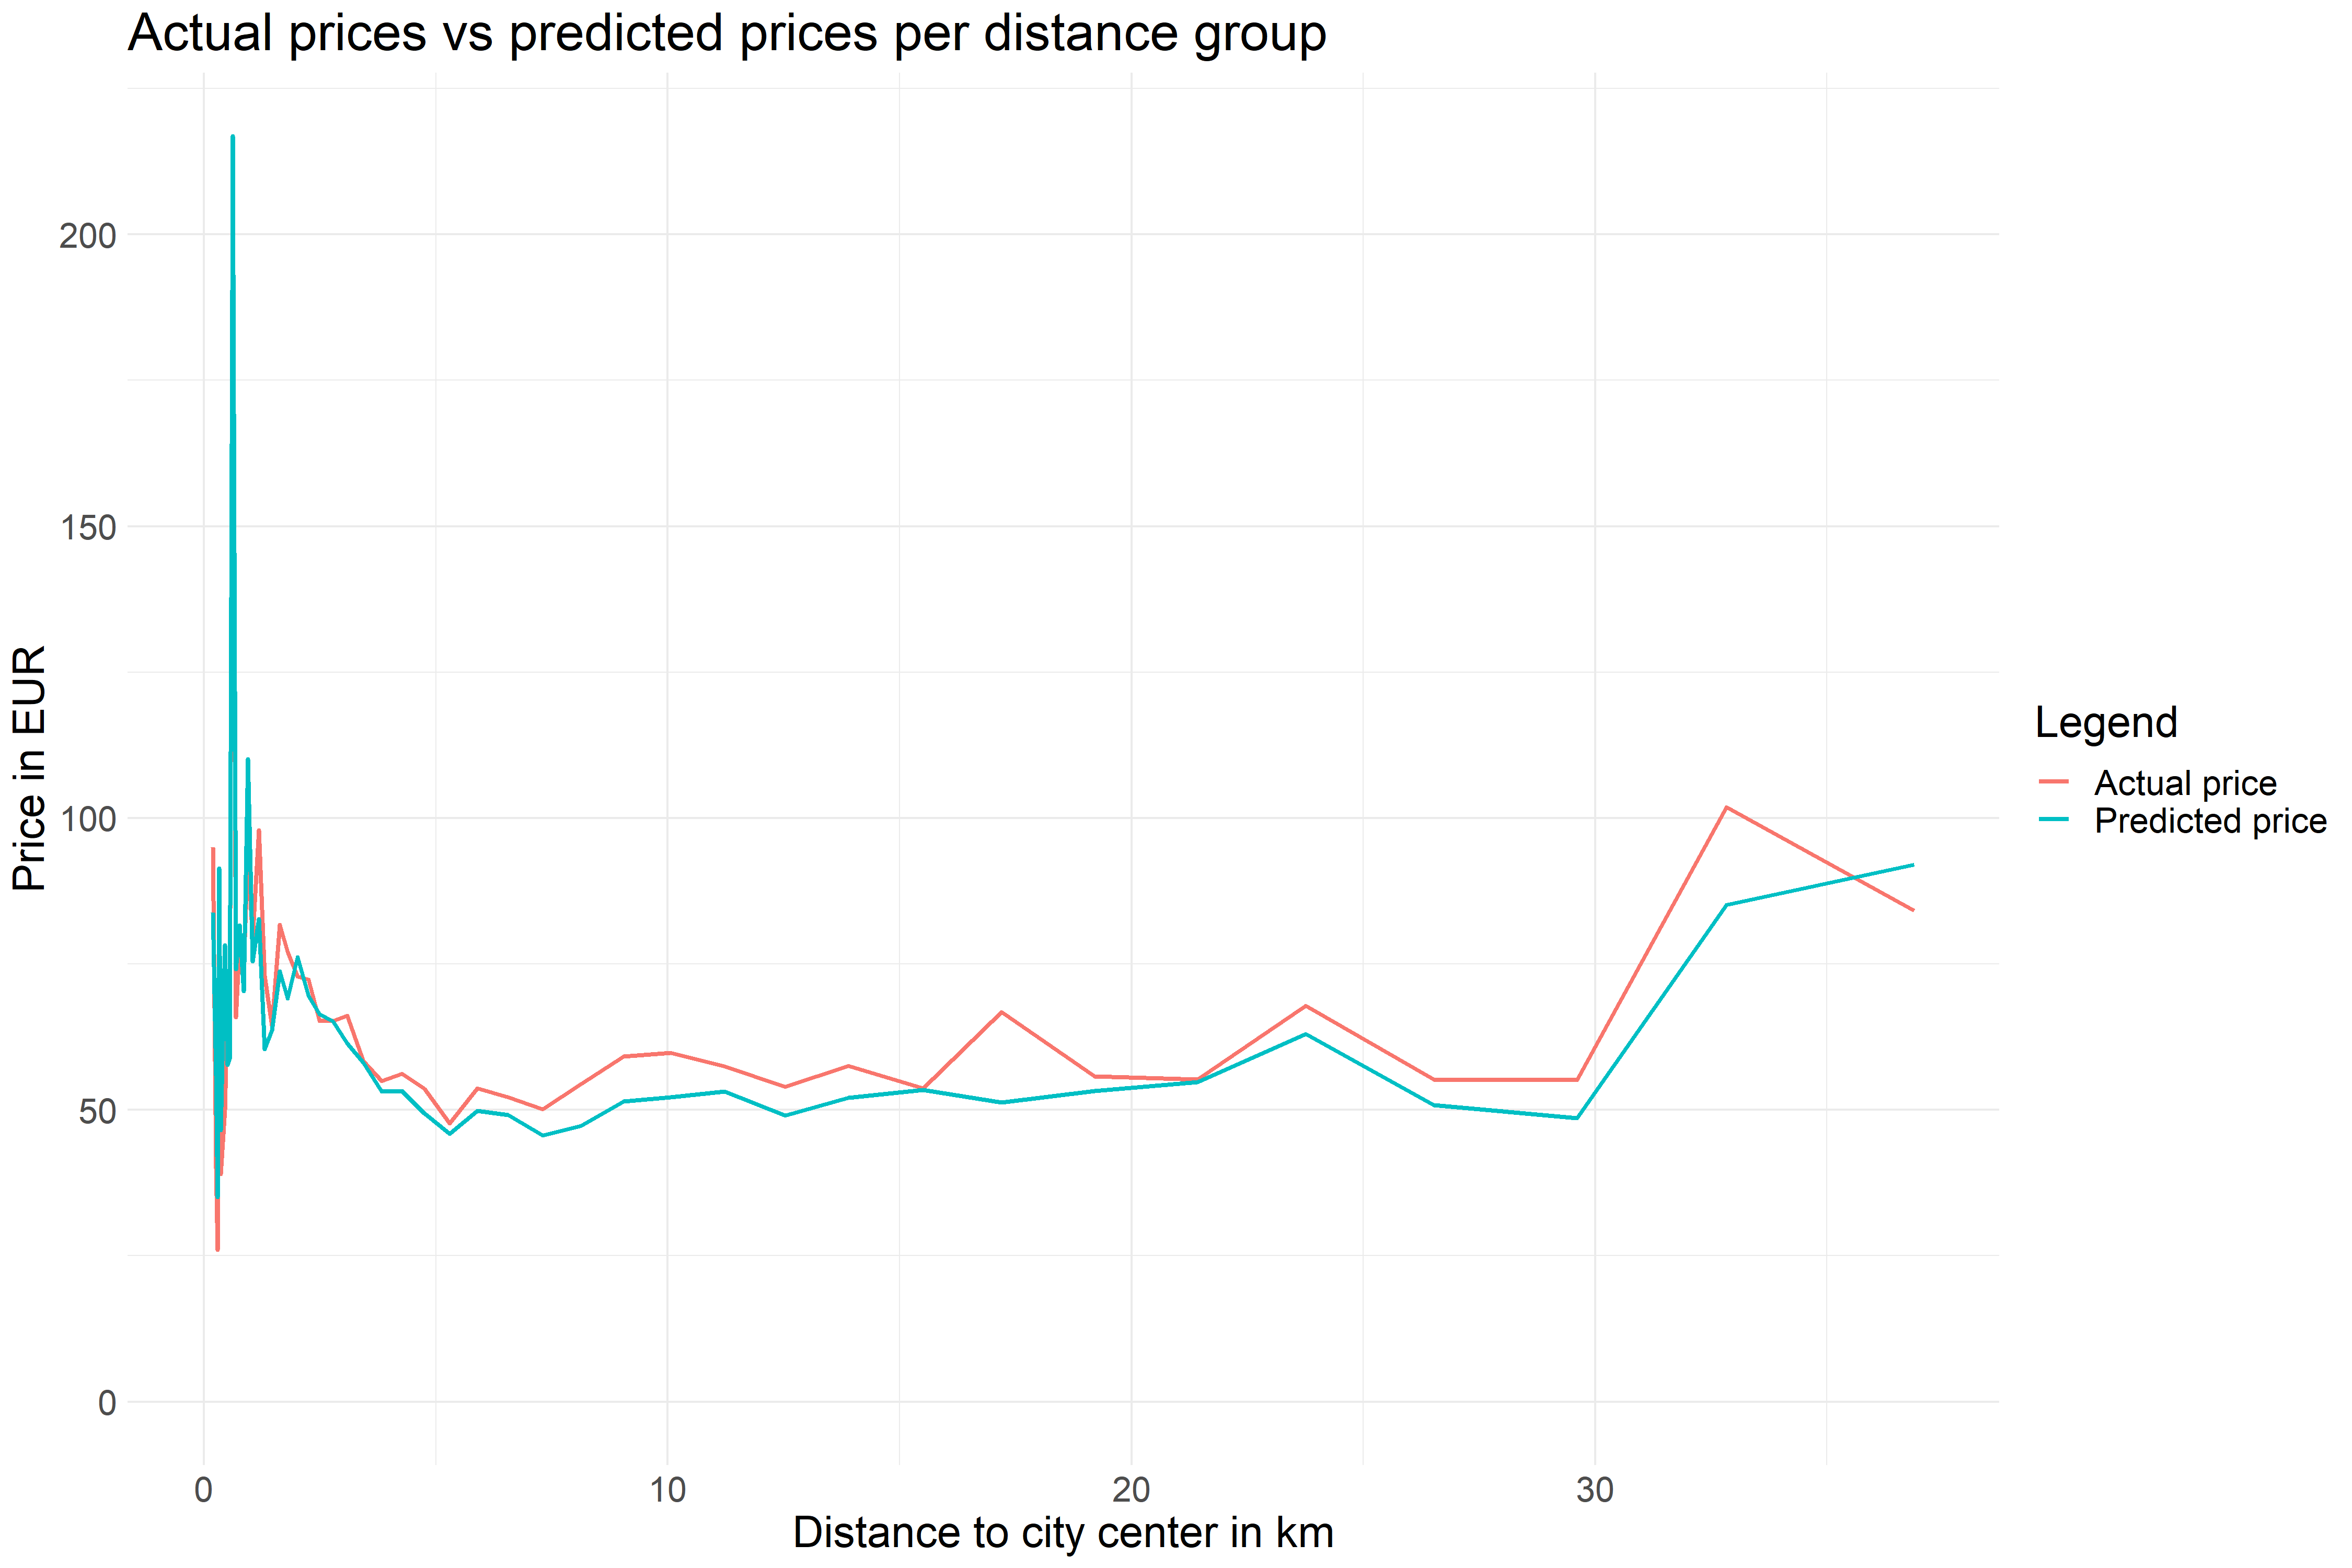 Actual prices vs predicted prices per distance group
Price in EUR
200
150
100
50
0
0 10 20 30
Distance to city center in km
Legend
Actual price
Predicted price